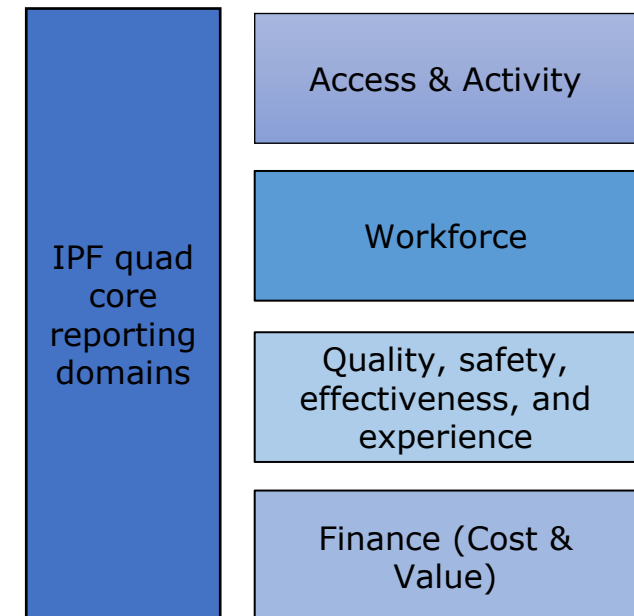 IPF quad
core
reporting
domains
Access & Activity
Workforce
Quality, safety,
effectiveness, and
experience
Finance (Cost &
Value)